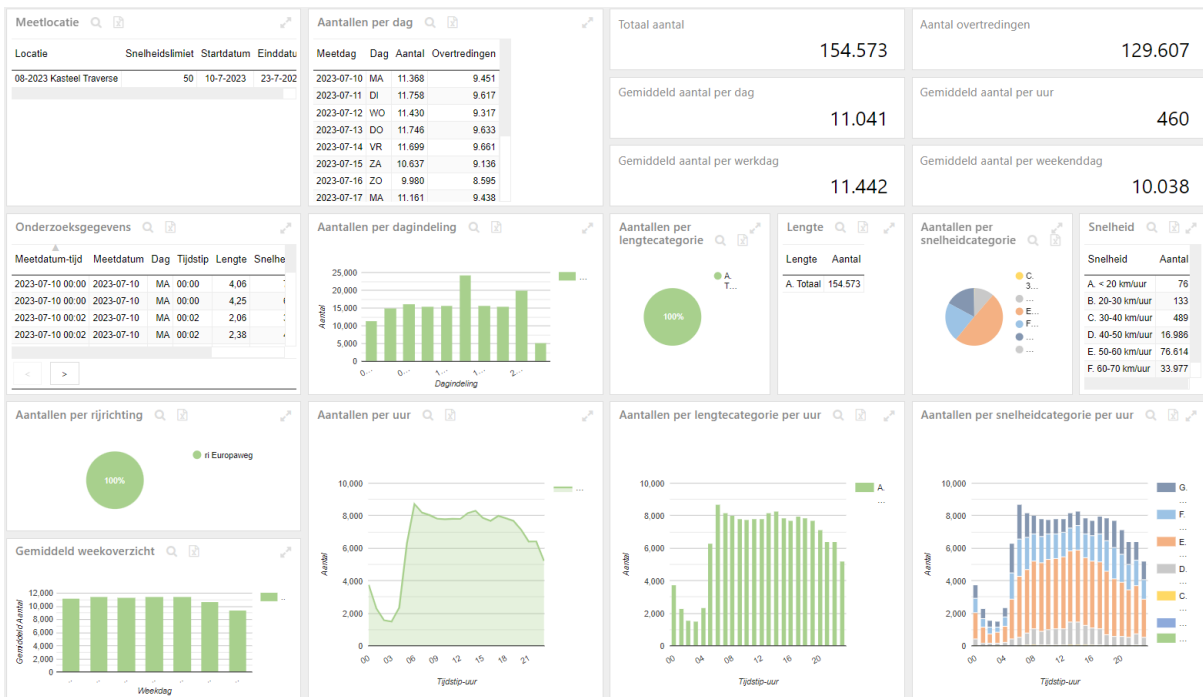 Meetlocatie
Locatie Snelheidslimiet Startdatum Einddatu
08-2023 Kasteel Traverse 50 10-7-2023 23-7-202
Aantallen per dag
Meetdag Dag Aantal Overtredingen
2023-07-10 MA 11.368 9.451
2023-07-11 DI 11.758 9.617
2023-07-12 WO 11.430 9.317
2023-07-13 DO 11.746 9.633
2023-07-14 VR 11.699 9.661
2023-07-15 ZA 10.637 9.136
2023-07-16 ZO 9.980 8.595
2023-07-17 MA 11.161 9.438
Totaal aantal
154.573
Aantal overtredingen
129.607
Gemiddeld aantal per dag
11.041
Gemiddeld aantal per uur
460
Gemiddeld aantal per werkdag
11.442
Gemiddeld aantal per weekenddag
10.038
Onderzoeksgegevens
Meetdatum-tijd Meetdatum Dag Tijdstip Lengte Snelhe
2023-07-10 00:00 2023-07-10 MA 00:00 4,06
2023-07-10 00:00 2023-07-10 MA 00:00 4,25
2023-07-10 00:02 2023-07-10 MA 00:02 2,06
2023-07-10 00:02 2023-07-10 MA 00:02 2,38
< >
Aantallen per dagindeling
25,000
20,000
15,000
10,000
5,000
0
Aantal
0... 0... 1... 1... 2...
Dagindeling
...
Aantallen per
lengtecategorie
100%
A.
T...
Lengte
Lengte Aantal
A. Totaal 154.573
Aantallen per
snelheidcategorie
C.
3...
...
E...
F...
...
...
Snelheid
Snelheid Aantal
A. < 20 km/uur 76
B. 20-30 km/uur 133
C. 30-40 km/uur 489
D. 40-50 km/uur 16.986
E. 50-60 km/uur 76.614
F. 60-70 km/uur 33.977
Aantallen per rijrichting
100%
ri Europaweg
Gemiddeld weekoverzicht
12,000
10,000
8,000
6,000
4,000
2,000
Gemiddeld Aantal
Weekdag
..
Aantallen per uur
10,000
8,000
6,000
4,000
2,000
0
Aantal
00 03 06 09 12 15 18 21
Tijdstip-uur
...
Aantallen per lengtecategorie per uur
10,000
8,000
6,000
4,000
2,000
0
Aantal
00 04 08 12 16 20
Tijdstip-uur
A.
...
Aantallen per snelheidcategorie per uur
10,000
8,000
6,000
4,000
2,000
0
Aantal
00 04 08 12 16 20
Tijdstip-uur
G.
...
F.
...
E.
...
D.
...
C.
...
...
...